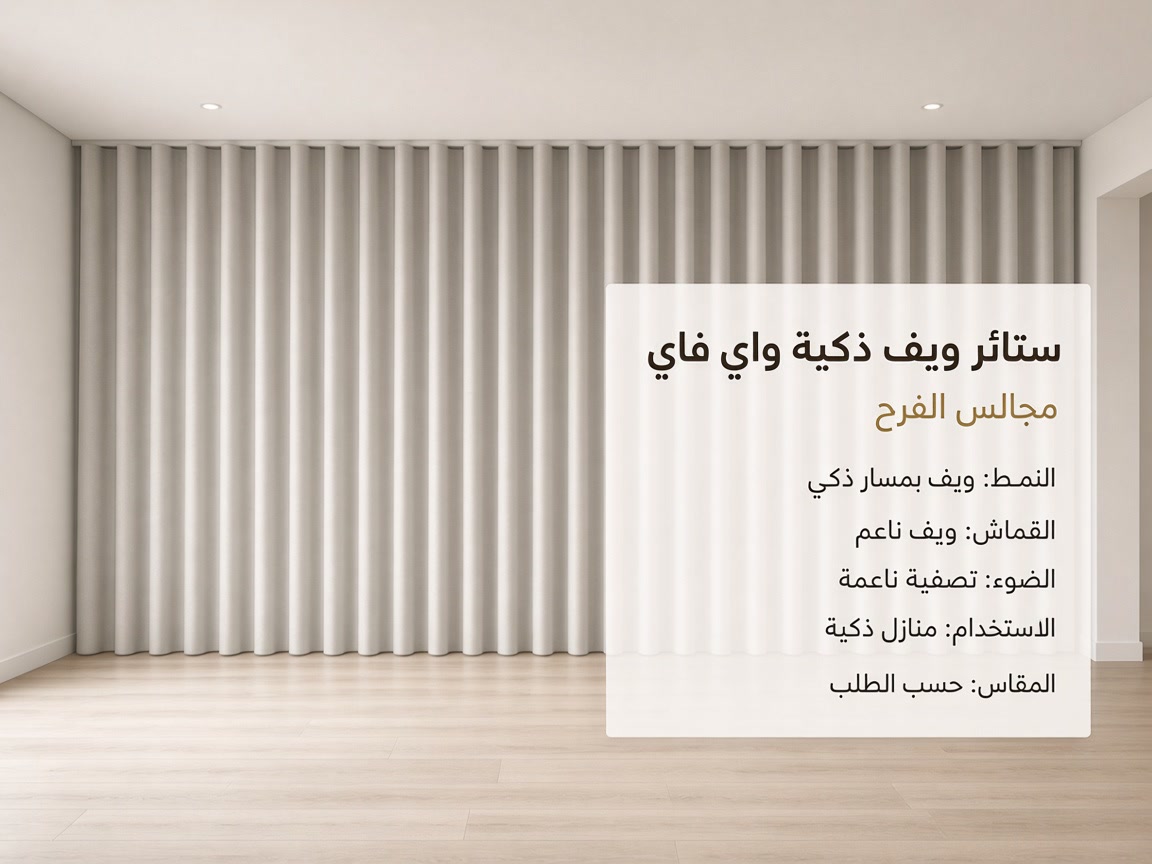 ستائر ويف ذكية واي فاي
مجالس الفرح
النمـط: ويف بمسار ذكي
القماش: ويف ناعم
الضوء: تصفية ناعمة
الاستخدام: منازل ذكية
المقاس: حسب الطلب